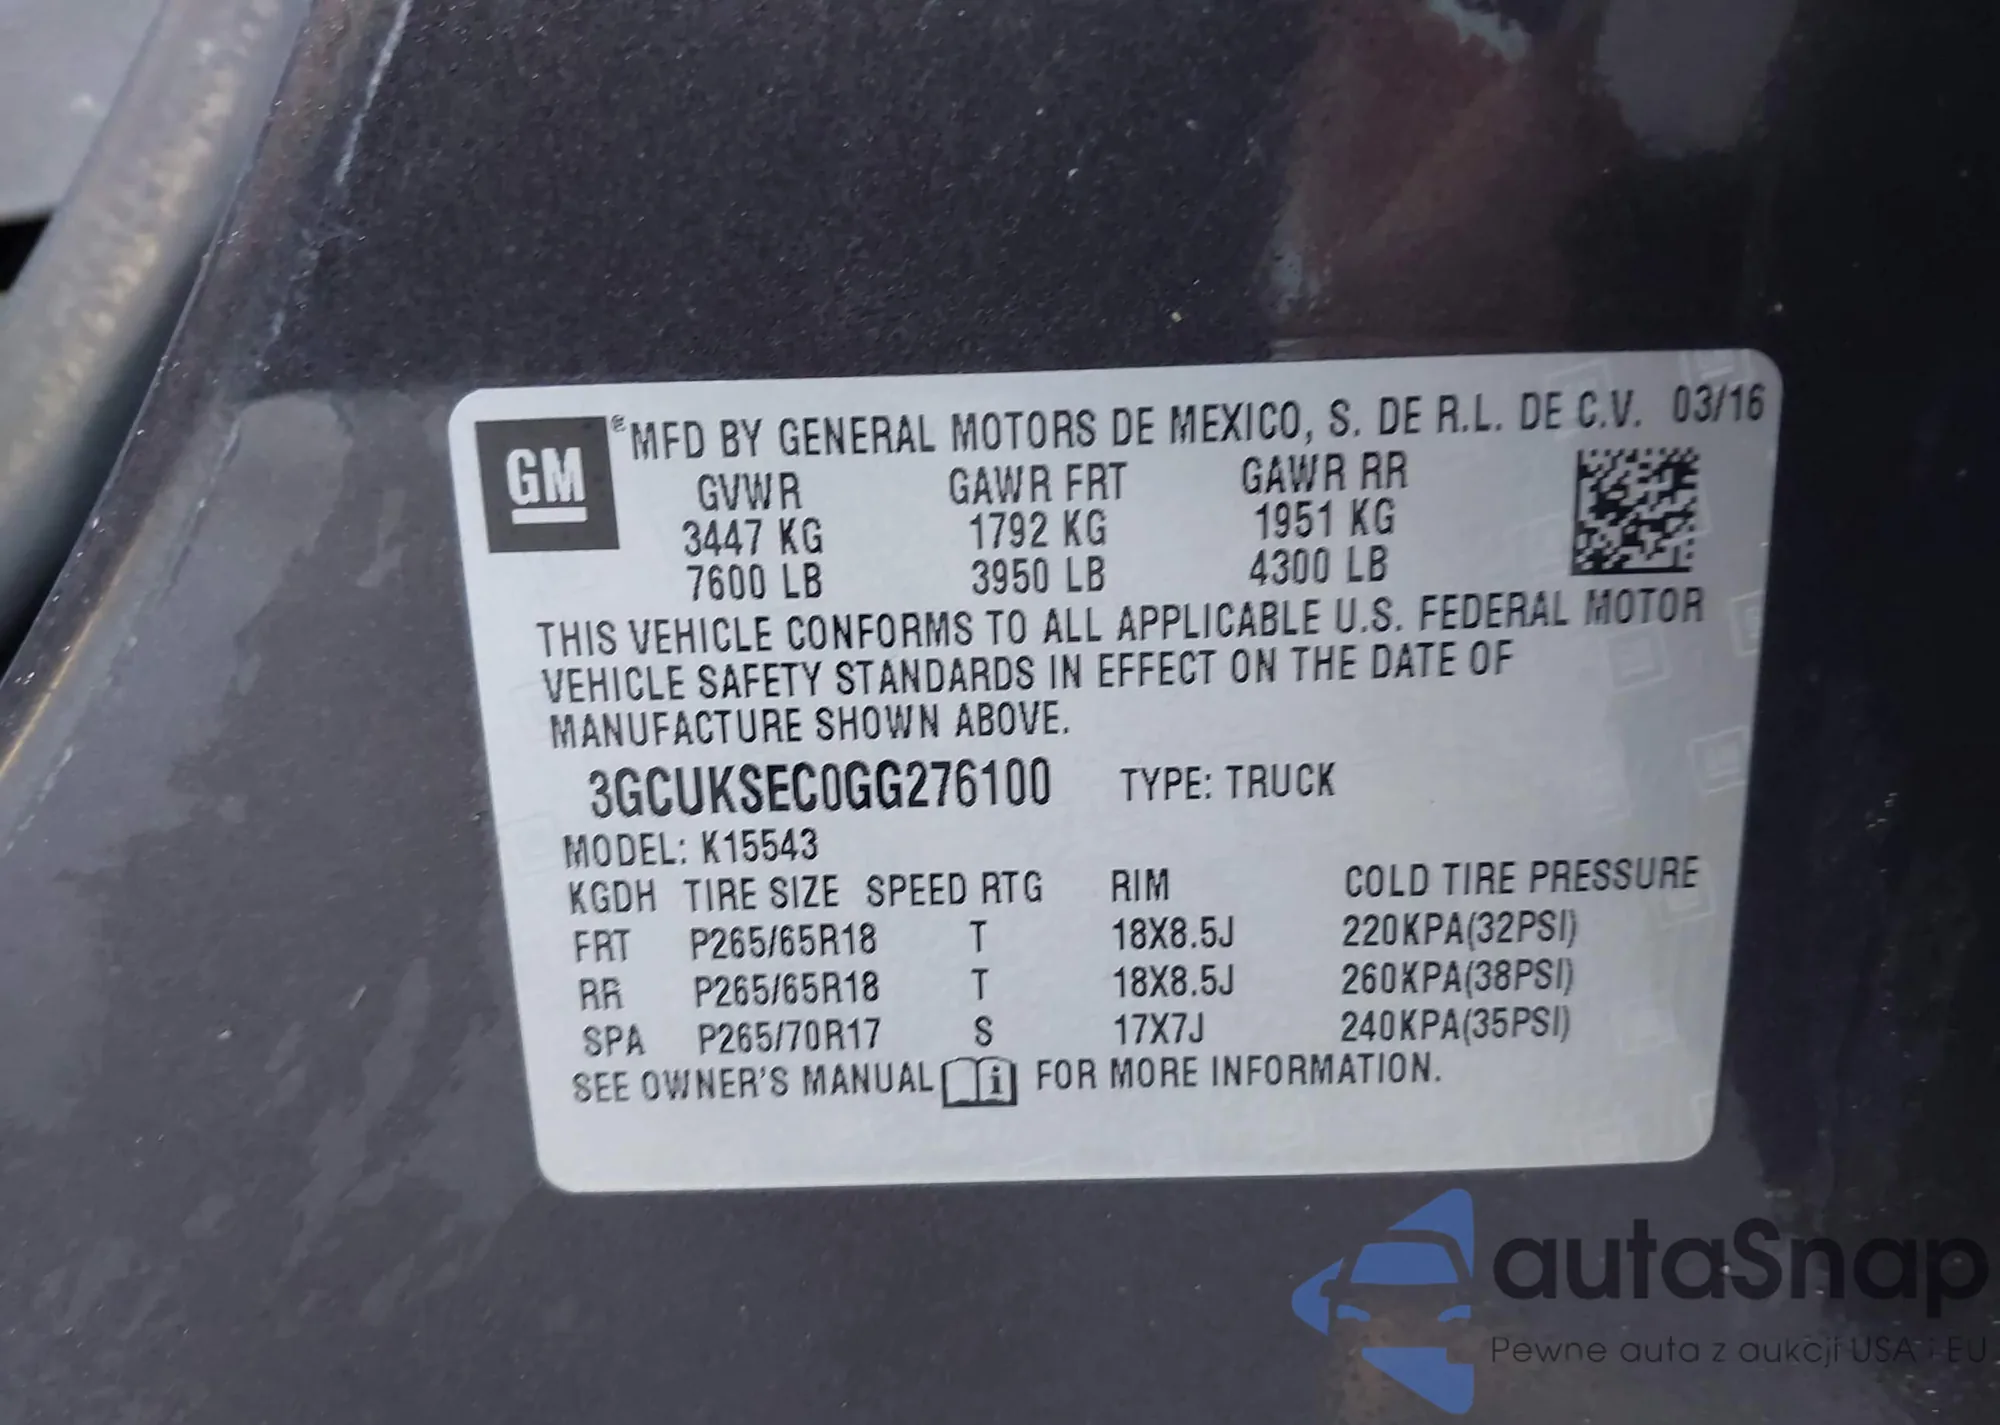 GM ® MFD BY GENERAL MOTORS DE MEXICO, S. DE R.L. DE C.V. 03/16
GVWR GAWR FRT GAWR RR
3447 KG 1792 KG 1951 KG
7600 LB 3950 LB 4300 LB
THIS VEHICLE CONFORMS TO ALL APPLICABLE U.S. FEDERAL MOTOR
VEHICLE SAFETY STANDARDS IN EFFECT ON THE DATE OF
MANUFACTURE SHOWN ABOVE.
3GCUKSEC0GG276100 TYPE: TRUCK
MODEL: K15543
KGDH TIRE SIZE SPEED RTG RIM COLD TIRE PRESSURE
FRT P265/65R18 T 18X8.5J 220KPA(32PSI)
RR P265/65R18 T 18X8.5J 260KPA(38PSI)
SPA P265/70R17 S 17X7J 240KPA(35PSI)
SEE OWNER'S MANUAL i FOR MORE INFORMATION.
autaSnap
Pewne auta z aukcji USA i EU